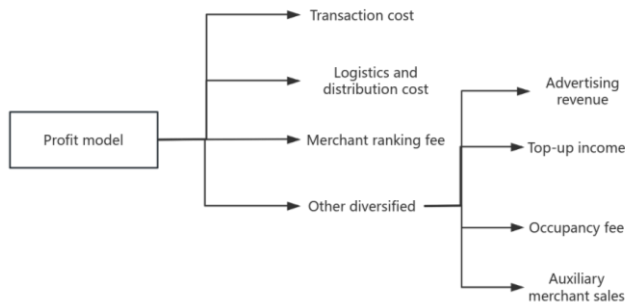 Transaction cost
Logistics and
distribution cost
Profit model
Merchant ranking fee
Other diversified
Advertising
revenue
Top-up income
Occupancy fee
Auxiliary
merchant sales